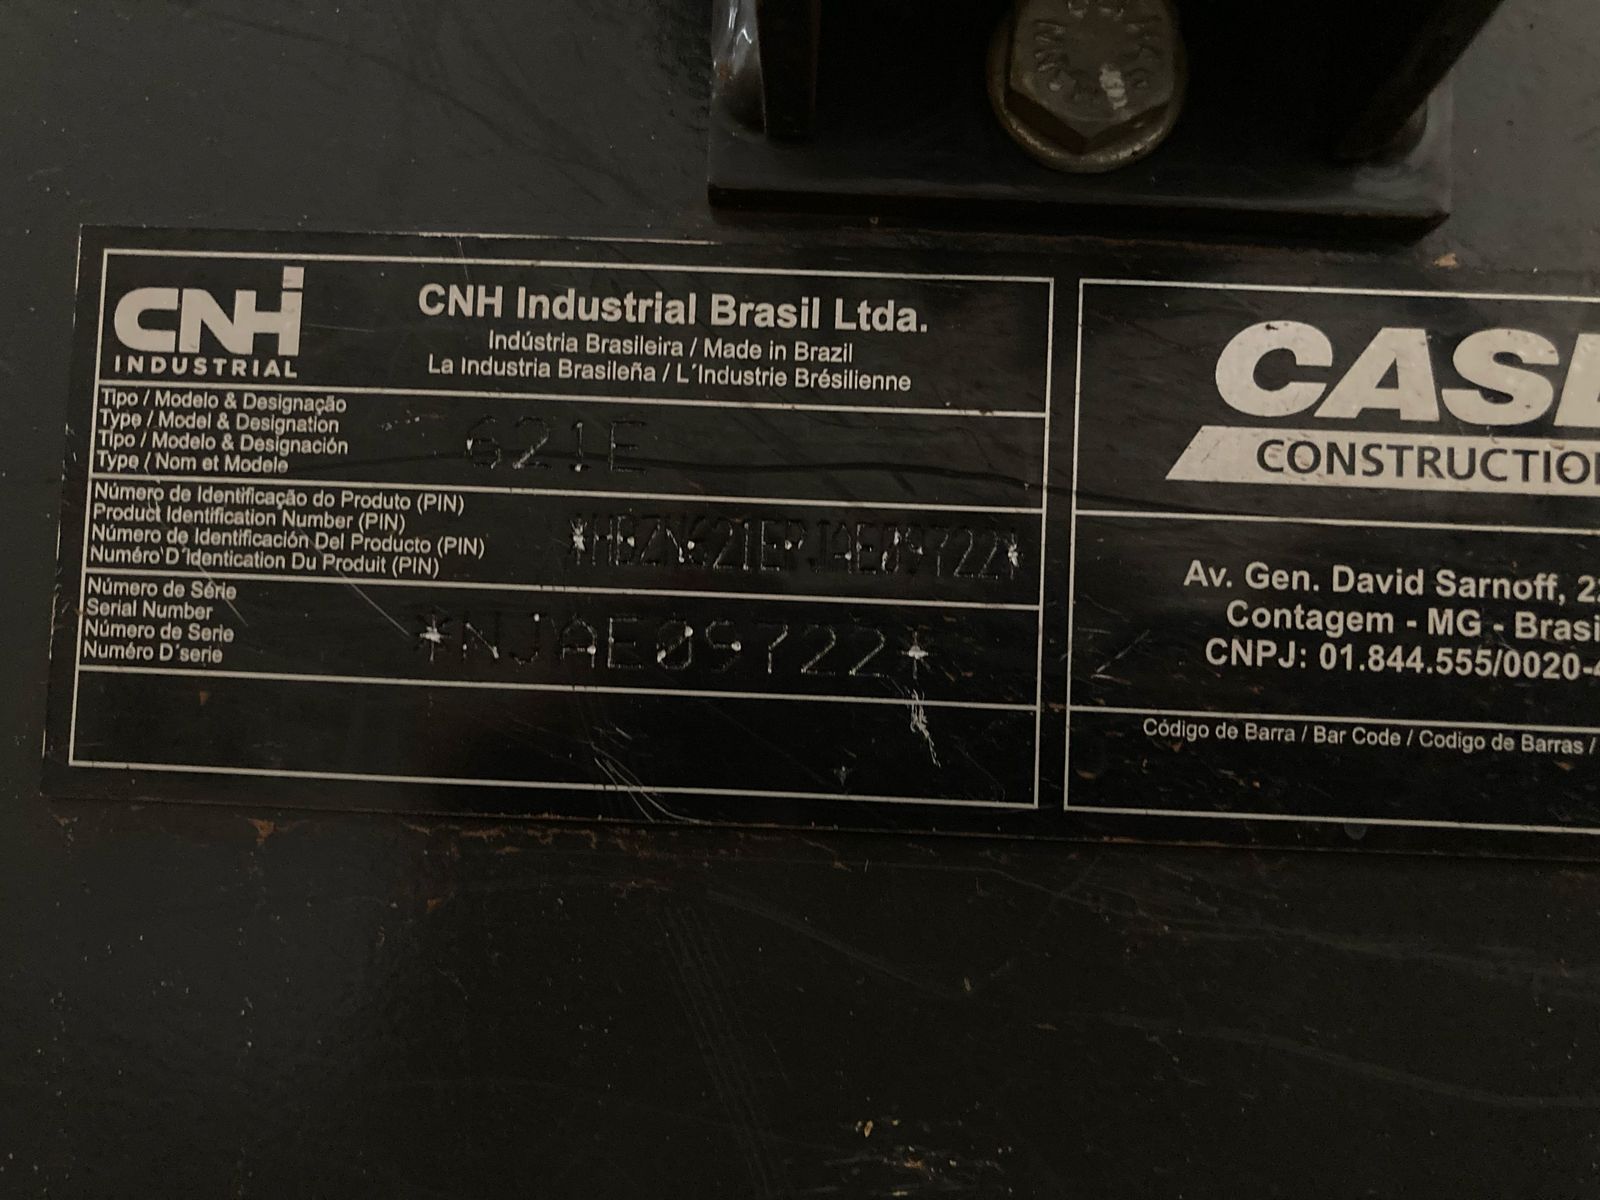 CNH
INDUSTRIAL
CNH Industrial Brasil Ltda.
Indústria Brasileira / Made in Brazil
La Industria Brasileña / L´Industrie Brésilienne
Tipo / Modelo & Designação
Type / Model & Designation
Tipo / Modelo & Designación
Type / Nom et Modele
621E
Número de Identificação do Produto (PIN)
Product Identification Number (PIN)
Número de Identificación Del Producto (PIN)
Numéro D´Identication Du Produit (PIN)
*HBZN621EPJAE09722*
Número de Série
Serial Number
Número de Serie
Numéro D´serie
*NJAE09722*
CASE
CONSTRUCTION
Av. Gen. David Sarnoff, 22
Contagem - MG - Brasi
CNPJ: 01.844.555/0020-4
Código de Barra / Bar Code / Codigo de Barras /